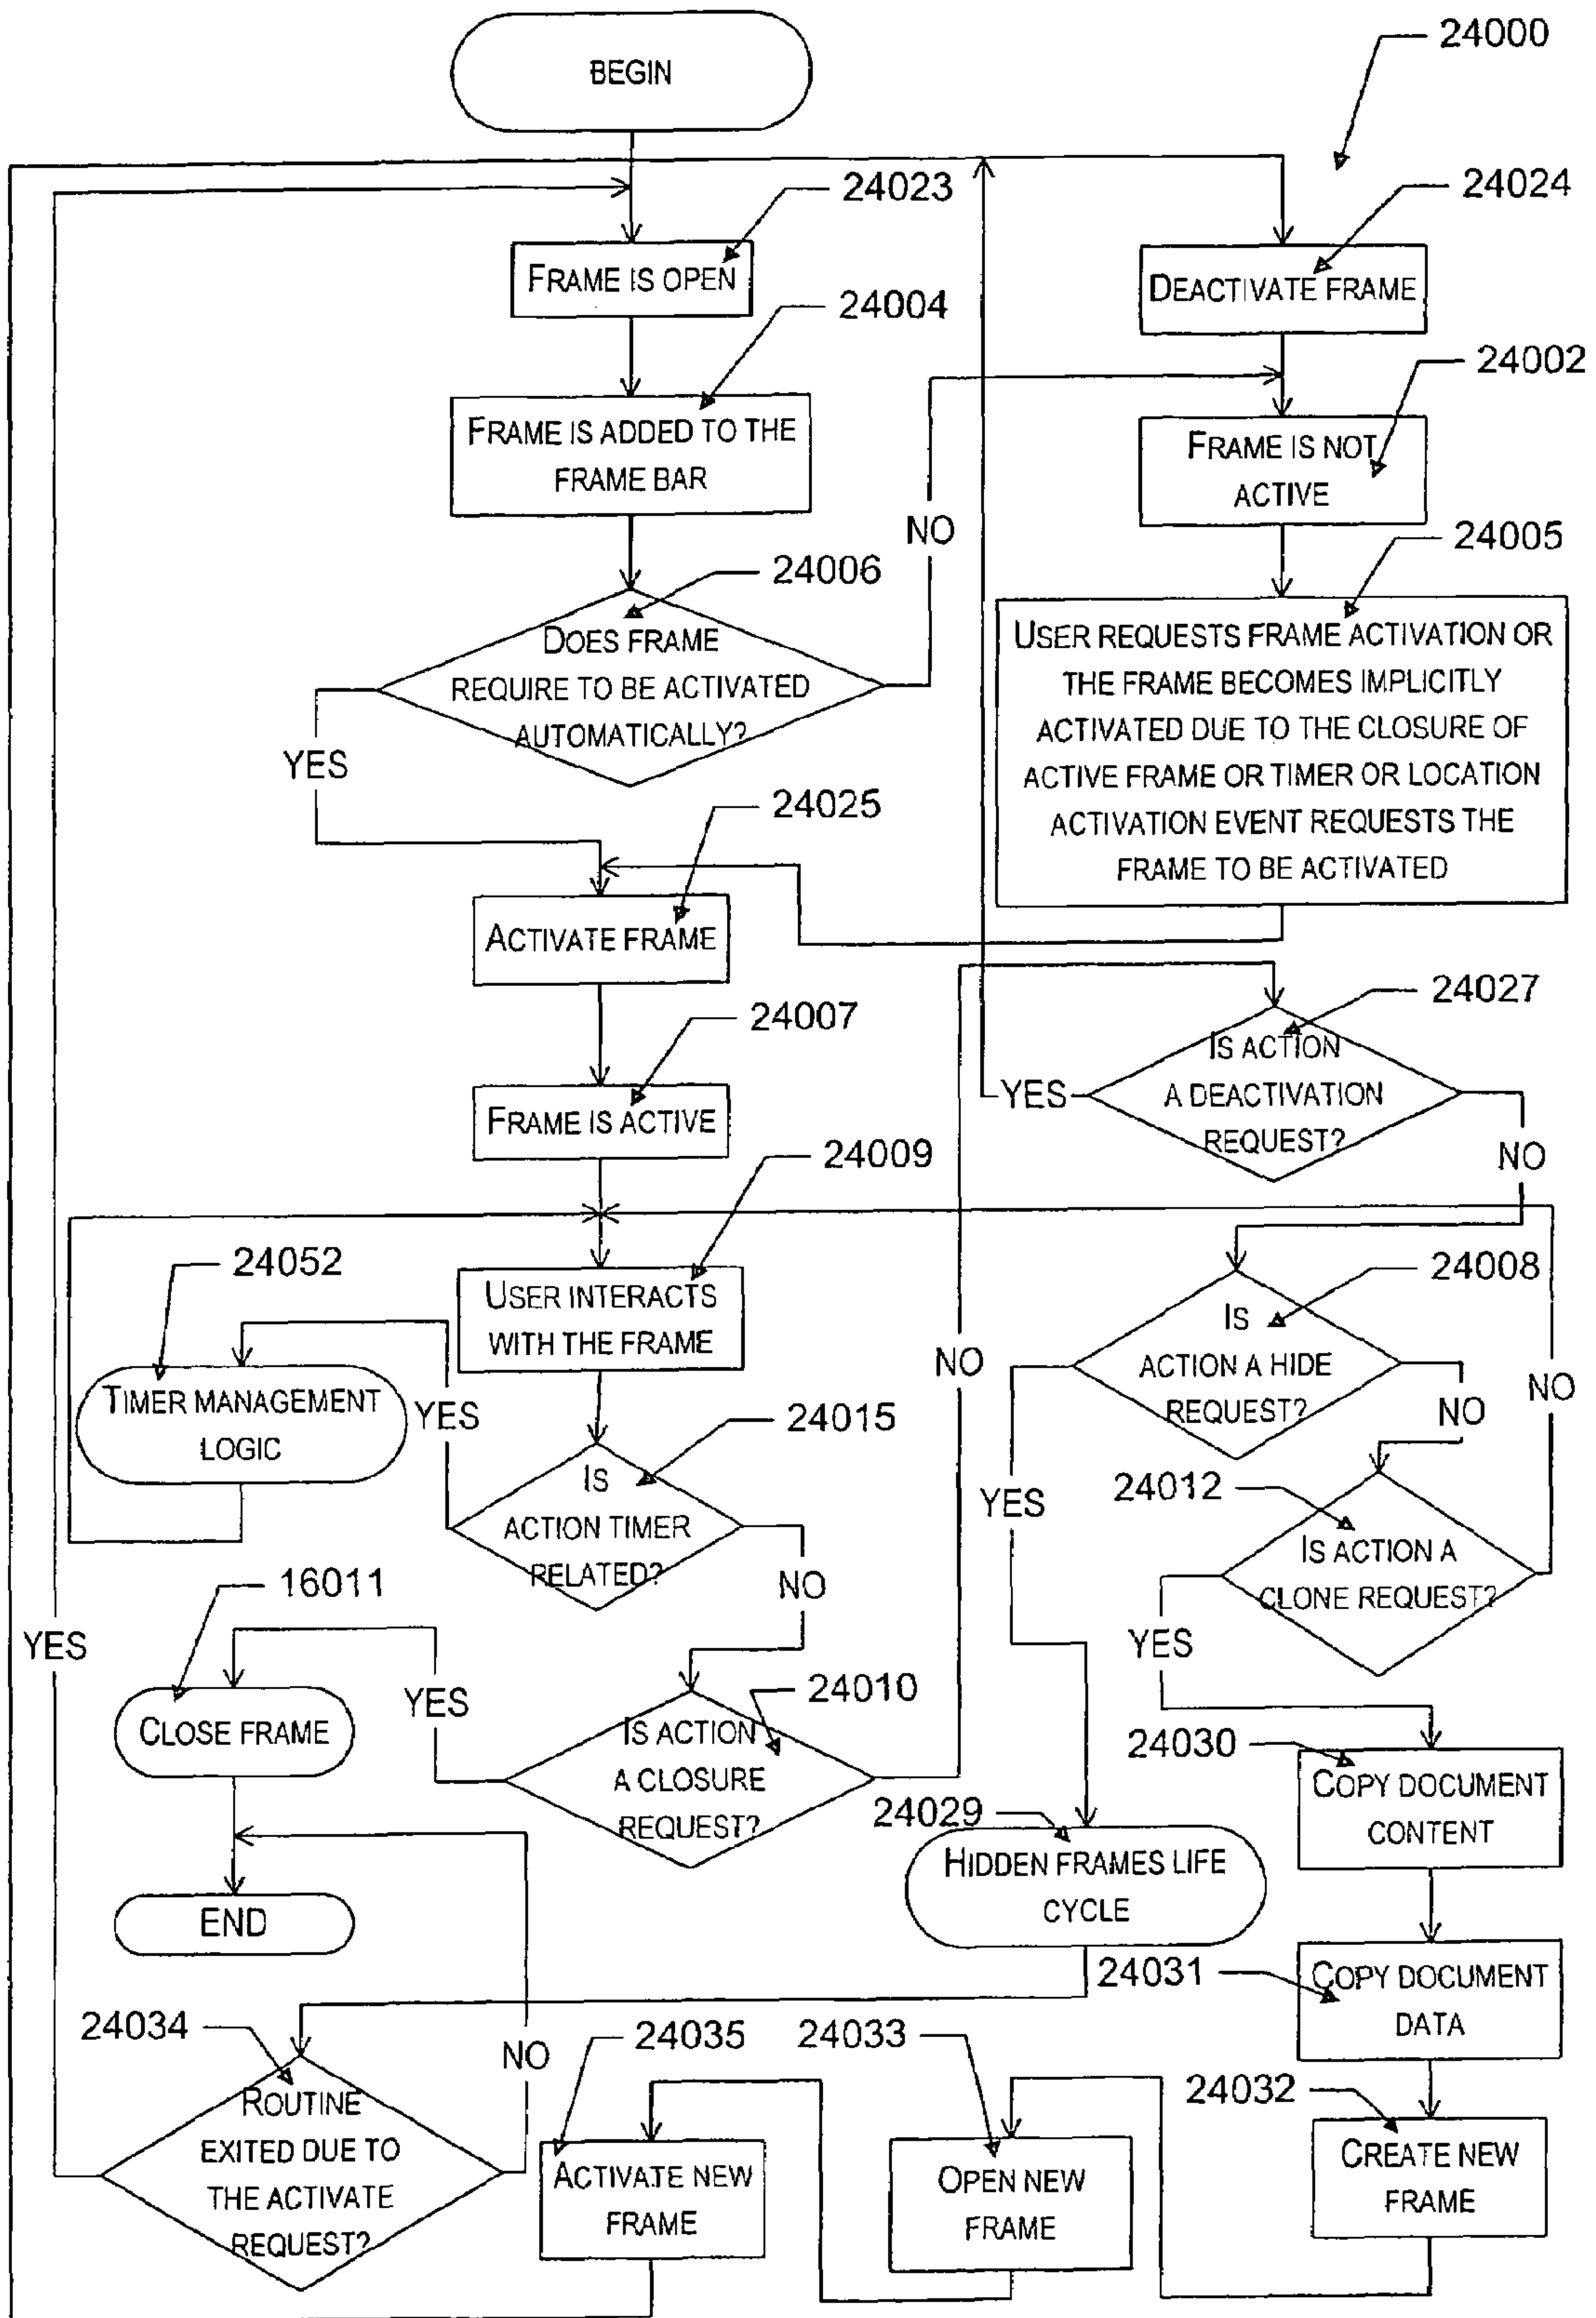 BEGIN
24000
24023
24024
FRAME IS OPEN
DEACTIVATE FRAME
24004
24002
FRAME IS ADDED TO THE
FRAME BAR
FRAME IS NOT
ACTIVE
NO
24005
24006
DOES FRAME
REQUIRE TO BE ACTIVATED
AUTOMATICALLY?
USER REQUESTS FRAME ACTIVATION OR
THE FRAME BECOMES IMPLICITLY
ACTIVATED DUE TO THE CLOSURE OF
ACTIVE FRAME OR TIMER OR LOCATION
ACTIVATION EVENT REQUESTS THE
FRAME TO BE ACTIVATED
YES
24025
ACTIVATE FRAME
24027
24007
IS ACTION
A DEACTIVATION
REQUEST?
YES
FRAME IS ACTIVE
NO
24009
24052
24008
USER INTERACTS
WITH THE FRAME
IS
ACTION A HIDE
REQUEST?
NO
NO
NO
TIMER MANAGEMENT
LOGIC
YES
24015
IS
ACTION TIMER
RELATED?
YES
24012
IS ACTION A
CLONE REQUEST?
16011
NO
YES
YES
CLOSE FRAME
YES
24010
IS ACTION
A CLOSURE
REQUEST?
24030
COPY DOCUMENT
CONTENT
24029
HIDDEN FRAMES LIFE
CYCLE
END
24031
COPY DOCUMENT
DATA
24034
NO
24035
24033
24032
ROUTINE
EXITED DUE TO
THE ACTIVATE
REQUEST?
ACTIVATE NEW
FRAME
OPEN NEW
FRAME
CREATE NEW
FRAME